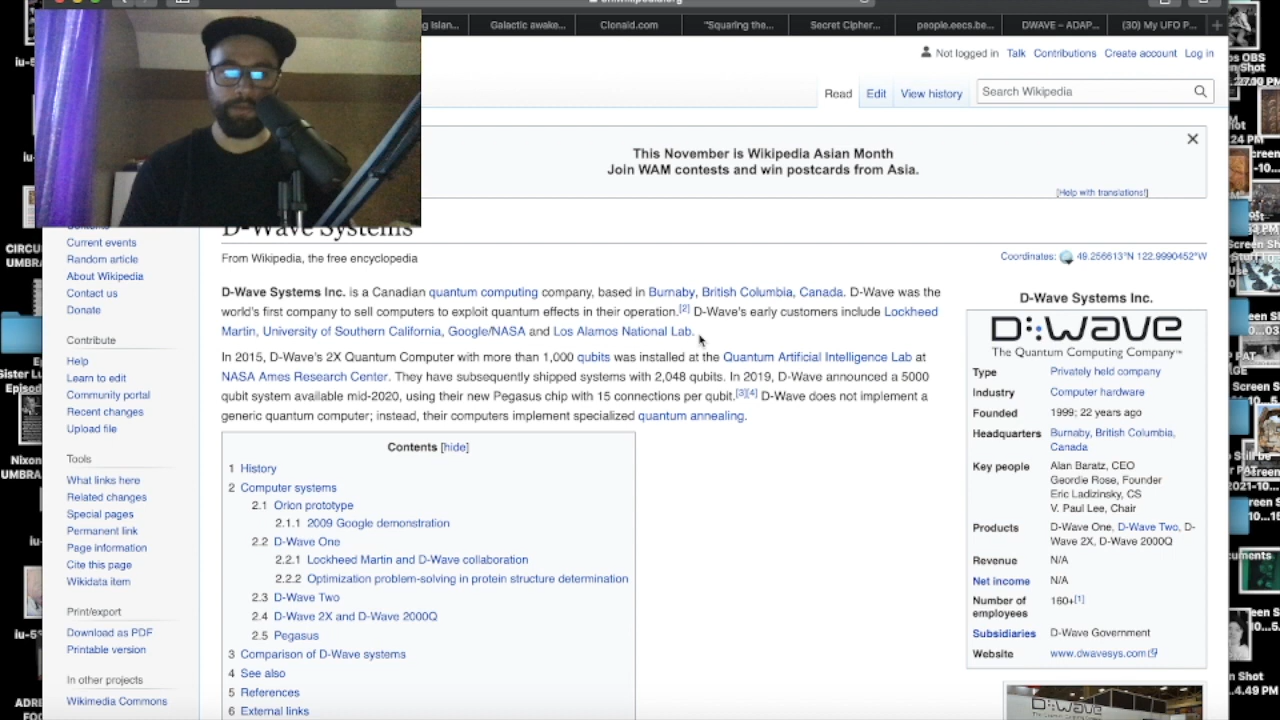 en.wikipedia.org
ng Islan...
Galactic awake...
Clonaid.com
"Squaring the...
Secret Cipher...
people.eecs.be...
DWAVE – ADAP...
(30) My UFO P...
Not logged in Talk Contributions Create account Log in
Read Edit View history
Search Wikipedia
This November is Wikipedia Asian Month
Join WAM contests and win postcards from Asia.
[Help with translations!]
D-Wave Systems
From Wikipedia, the free encyclopedia
Coordinates: 49.256613°N 122.9990452°W
Contents
Current events
Random article
About Wikipedia
Contact us
Donate
Contribute
Help
Learn to edit
Community portal
Recent changes
Upload file
Tools
What links here
Related changes
Special pages
Permanent link
Page information
Cite this page
Wikidata item
Print/export
Download as PDF
Printable version
In other projects
Wikimedia Commons
D-Wave Systems Inc. is a Canadian quantum computing company, based in Burnaby, British Columbia, Canada. D-Wave was the
world's first company to sell computers to exploit quantum effects in their operation.[2] D-Wave's early customers include Lockheed
Martin, University of Southern California, Google/NASA and Los Alamos National Lab.
In 2015, D-Wave's 2X Quantum Computer with more than 1,000 qubits was installed at the Quantum Artificial Intelligence Lab at
NASA Ames Research Center. They have subsequently shipped systems with 2,048 qubits. In 2019, D-Wave announced a 5000
qubit system available mid-2020, using their new Pegasus chip with 15 connections per qubit.[3][4] D-Wave does not implement a
generic quantum computer; instead, their computers implement specialized quantum annealing.
Contents [hide]
1 History
2 Computer systems
2.1 Orion prototype
2.1.1 2009 Google demonstration
2.2 D-Wave One
2.2.1 Lockheed Martin and D-Wave collaboration
2.2.2 Optimization problem-solving in protein structure determination
2.3 D-Wave Two
2.4 D-Wave 2X and D-Wave 2000Q
2.5 Pegasus
3 Comparison of D-Wave systems
4 See also
5 References
6 External links
D-Wave Systems Inc.
D:wave
The Quantum Computing Company™
Type Privately held company
Industry Computer hardware
Founded 1999; 22 years ago
Headquarters Burnaby, British Columbia,
Canada
Key people Alan Baratz, CEO
Geordie Rose, Founder
Eric Ladizinsky, CS
V. Paul Lee, Chair
Products D-Wave One, D-Wave Two, D-
Wave 2X, D-Wave 2000Q
Revenue N/A
Net income N/A
Number of
employees 160+[1]
Subsidiaries D-Wave Government
Website www.dwavesys.com
D:wave